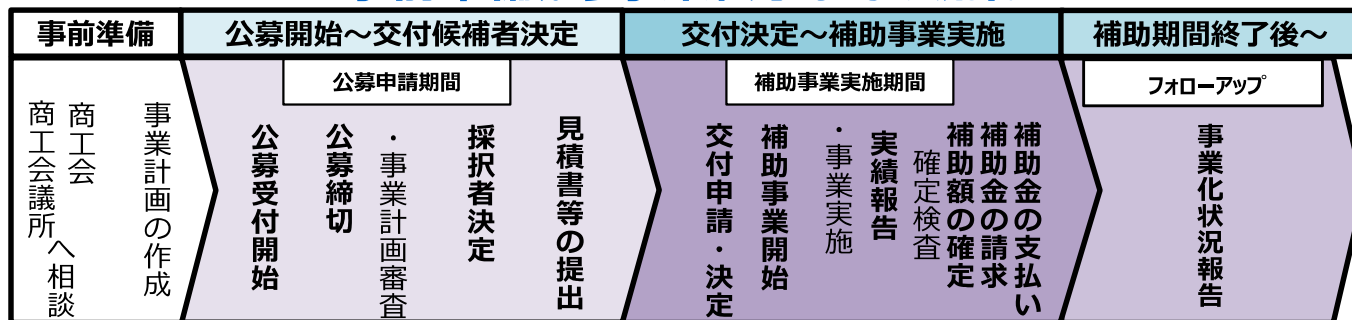 事前準備
公募開始～交付候補者決定
交付決定～補助事業実施
補助期間終了後～
公募申請期間
補助事業実施期間
フォローアップ
商工会議所
商工会
へ相談
事業計画の作成
公募受付開始
公募締切
・事業計画審査
採択者決定
見積書等の提出
交付申請・決定
補助事業開始
・事業実施
実績報告
確定検査
補助額の確定
補助金の請求
補助金の支払い
事業化状況報告